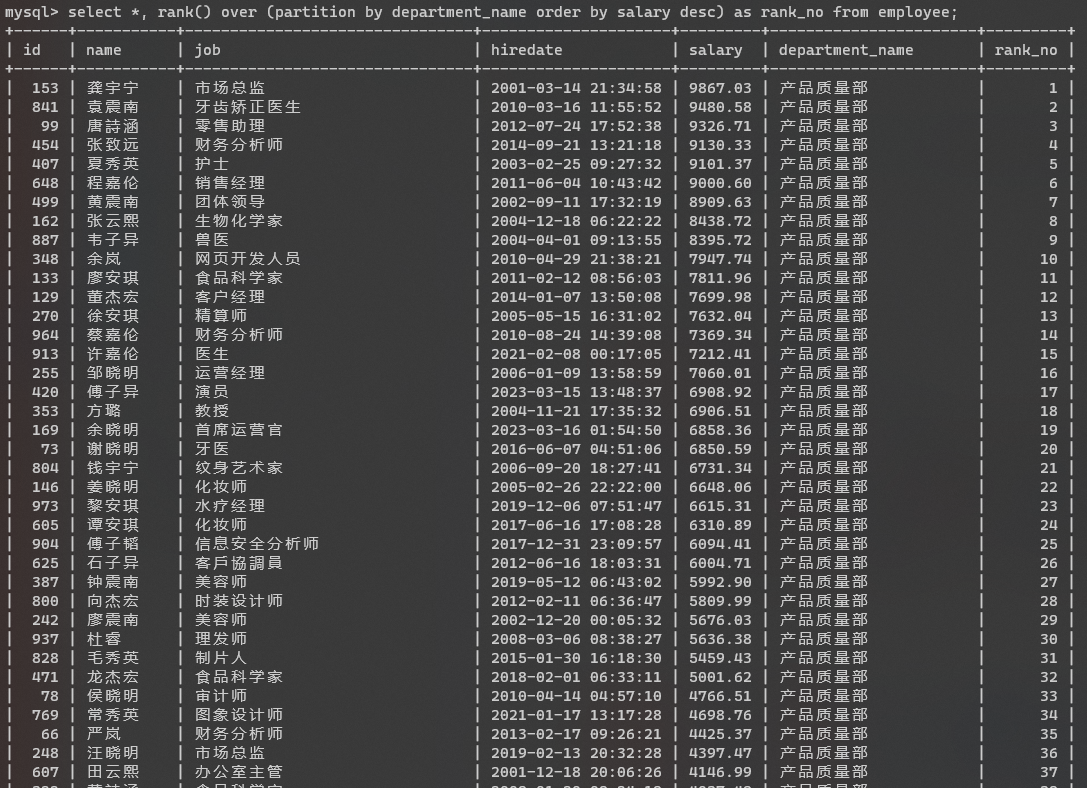 mysql> select *, rank() over (partition by department_name order by salary desc) as rank_no from employee;
| id | name | job | hiredate | salary | department_name | rank_no |
| 153 | 龚宇宁 | 市场总监 | 2001-03-14 21:34:58 | 9867.03 | 产品质量部 | 1 |
| 841 | 袁震南 | 牙齿矫正医生 | 2010-03-16 11:55:52 | 9480.58 | 产品质量部 | 2 |
| 99 | 唐詩涵 | 零售助理 | 2012-07-24 17:52:38 | 9326.71 | 产品质量部 | 3 |
| 454 | 张致远 | 财务分析师 | 2014-09-21 13:21:18 | 9130.33 | 产品质量部 | 4 |
| 407 | 夏秀英 | 护士 | 2003-02-25 09:27:32 | 9101.37 | 产品质量部 | 5 |
| 648 | 程嘉伦 | 销售经理 | 2011-06-04 10:43:42 | 9000.60 | 产品质量部 | 6 |
| 499 | 黄震南 | 团体领导 | 2002-09-11 17:32:19 | 8909.63 | 产品质量部 | 7 |
| 162 | 张云熙 | 生物化学家 | 2004-12-18 06:22:22 | 8438.72 | 产品质量部 | 8 |
| 887 | 韦子异 | 兽医 | 2004-04-01 09:13:55 | 8395.72 | 产品质量部 | 9 |
| 348 | 余岚 | 网页开发人员 | 2010-04-29 21:38:21 | 7947.74 | 产品质量部 | 10 |
| 133 | 廖安琪 | 食品科学家 | 2011-02-12 08:56:03 | 7811.96 | 产品质量部 | 11 |
| 129 | 董杰宏 | 客户经理 | 2014-01-07 13:50:08 | 7699.98 | 产品质量部 | 12 |
| 270 | 徐安琪 | 精算师 | 2005-05-15 16:31:02 | 7632.04 | 产品质量部 | 13 |
| 964 | 蔡嘉伦 | 财务分析师 | 2010-08-24 14:39:08 | 7369.34 | 产品质量部 | 14 |
| 913 | 许嘉伦 | 医生 | 2021-02-08 00:17:05 | 7212.41 | 产品质量部 | 15 |
| 255 | 邹晓明 | 运营经理 | 2006-01-09 13:58:59 | 7060.01 | 产品质量部 | 16 |
| 420 | 傅子异 | 演员 | 2023-03-15 13:48:37 | 6908.92 | 产品质量部 | 17 |
| 353 | 方璐 | 教授 | 2004-11-21 17:35:32 | 6906.51 | 产品质量部 | 18 |
| 169 | 余晓明 | 首席运营官 | 2023-03-16 01:54:50 | 6858.36 | 产品质量部 | 19 |
| 73 | 谢晓明 | 牙医 | 2016-06-07 04:51:06 | 6850.59 | 产品质量部 | 20 |
| 804 | 钱宇宁 | 纹身艺术家 | 2006-09-20 18:27:41 | 6731.34 | 产品质量部 | 21 |
| 146 | 姜晓明 | 化妆师 | 2005-02-26 22:22:00 | 6648.06 | 产品质量部 | 22 |
| 973 | 黎安琪 | 水疗经理 | 2019-12-06 07:51:47 | 6615.31 | 产品质量部 | 23 |
| 605 | 谭安琪 | 化妆师 | 2017-06-16 17:08:28 | 6310.89 | 产品质量部 | 24 |
| 904 | 傅子韬 | 信息安全分析师 | 2017-12-31 23:09:57 | 6094.41 | 产品质量部 | 25 |
| 625 | 石子异 | 客戶協調員 | 2012-06-16 18:03:31 | 6004.71 | 产品质量部 | 26 |
| 387 | 钟震南 | 美容师 | 2019-05-12 06:43:02 | 5992.90 | 产品质量部 | 27 |
| 800 | 向杰宏 | 时装设计师 | 2012-02-11 06:36:47 | 5809.99 | 产品质量部 | 28 |
| 242 | 廖震南 | 美容师 | 2002-12-20 00:05:32 | 5676.03 | 产品质量部 | 29 |
| 937 | 杜睿 | 理发师 | 2008-03-06 08:38:27 | 5636.38 | 产品质量部 | 30 |
| 828 | 毛秀英 | 制片人 | 2015-01-30 16:18:30 | 5459.43 | 产品质量部 | 31 |
| 471 | 龙杰宏 | 食品科学家 | 2018-02-01 06:33:11 | 5001.62 | 产品质量部 | 32 |
| 78 | 侯晓明 | 审计师 | 2010-04-14 04:57:10 | 4766.51 | 产品质量部 | 33 |
| 769 | 常秀英 | 图象设计师 | 2021-01-17 13:17:28 | 4698.76 | 产品质量部 | 34 |
| 66 | 严岚 | 财务分析师 | 2013-02-17 09:26:21 | 4425.37 | 产品质量部 | 35 |
| 248 | 汪晓明 | 市场总监 | 2019-02-13 20:32:28 | 4397.47 | 产品质量部 | 36 |
| 607 | 田云熙 | 办公室主管 | 2001-12-18 20:06:26 | 4146.99 | 产品质量部 | 37 |